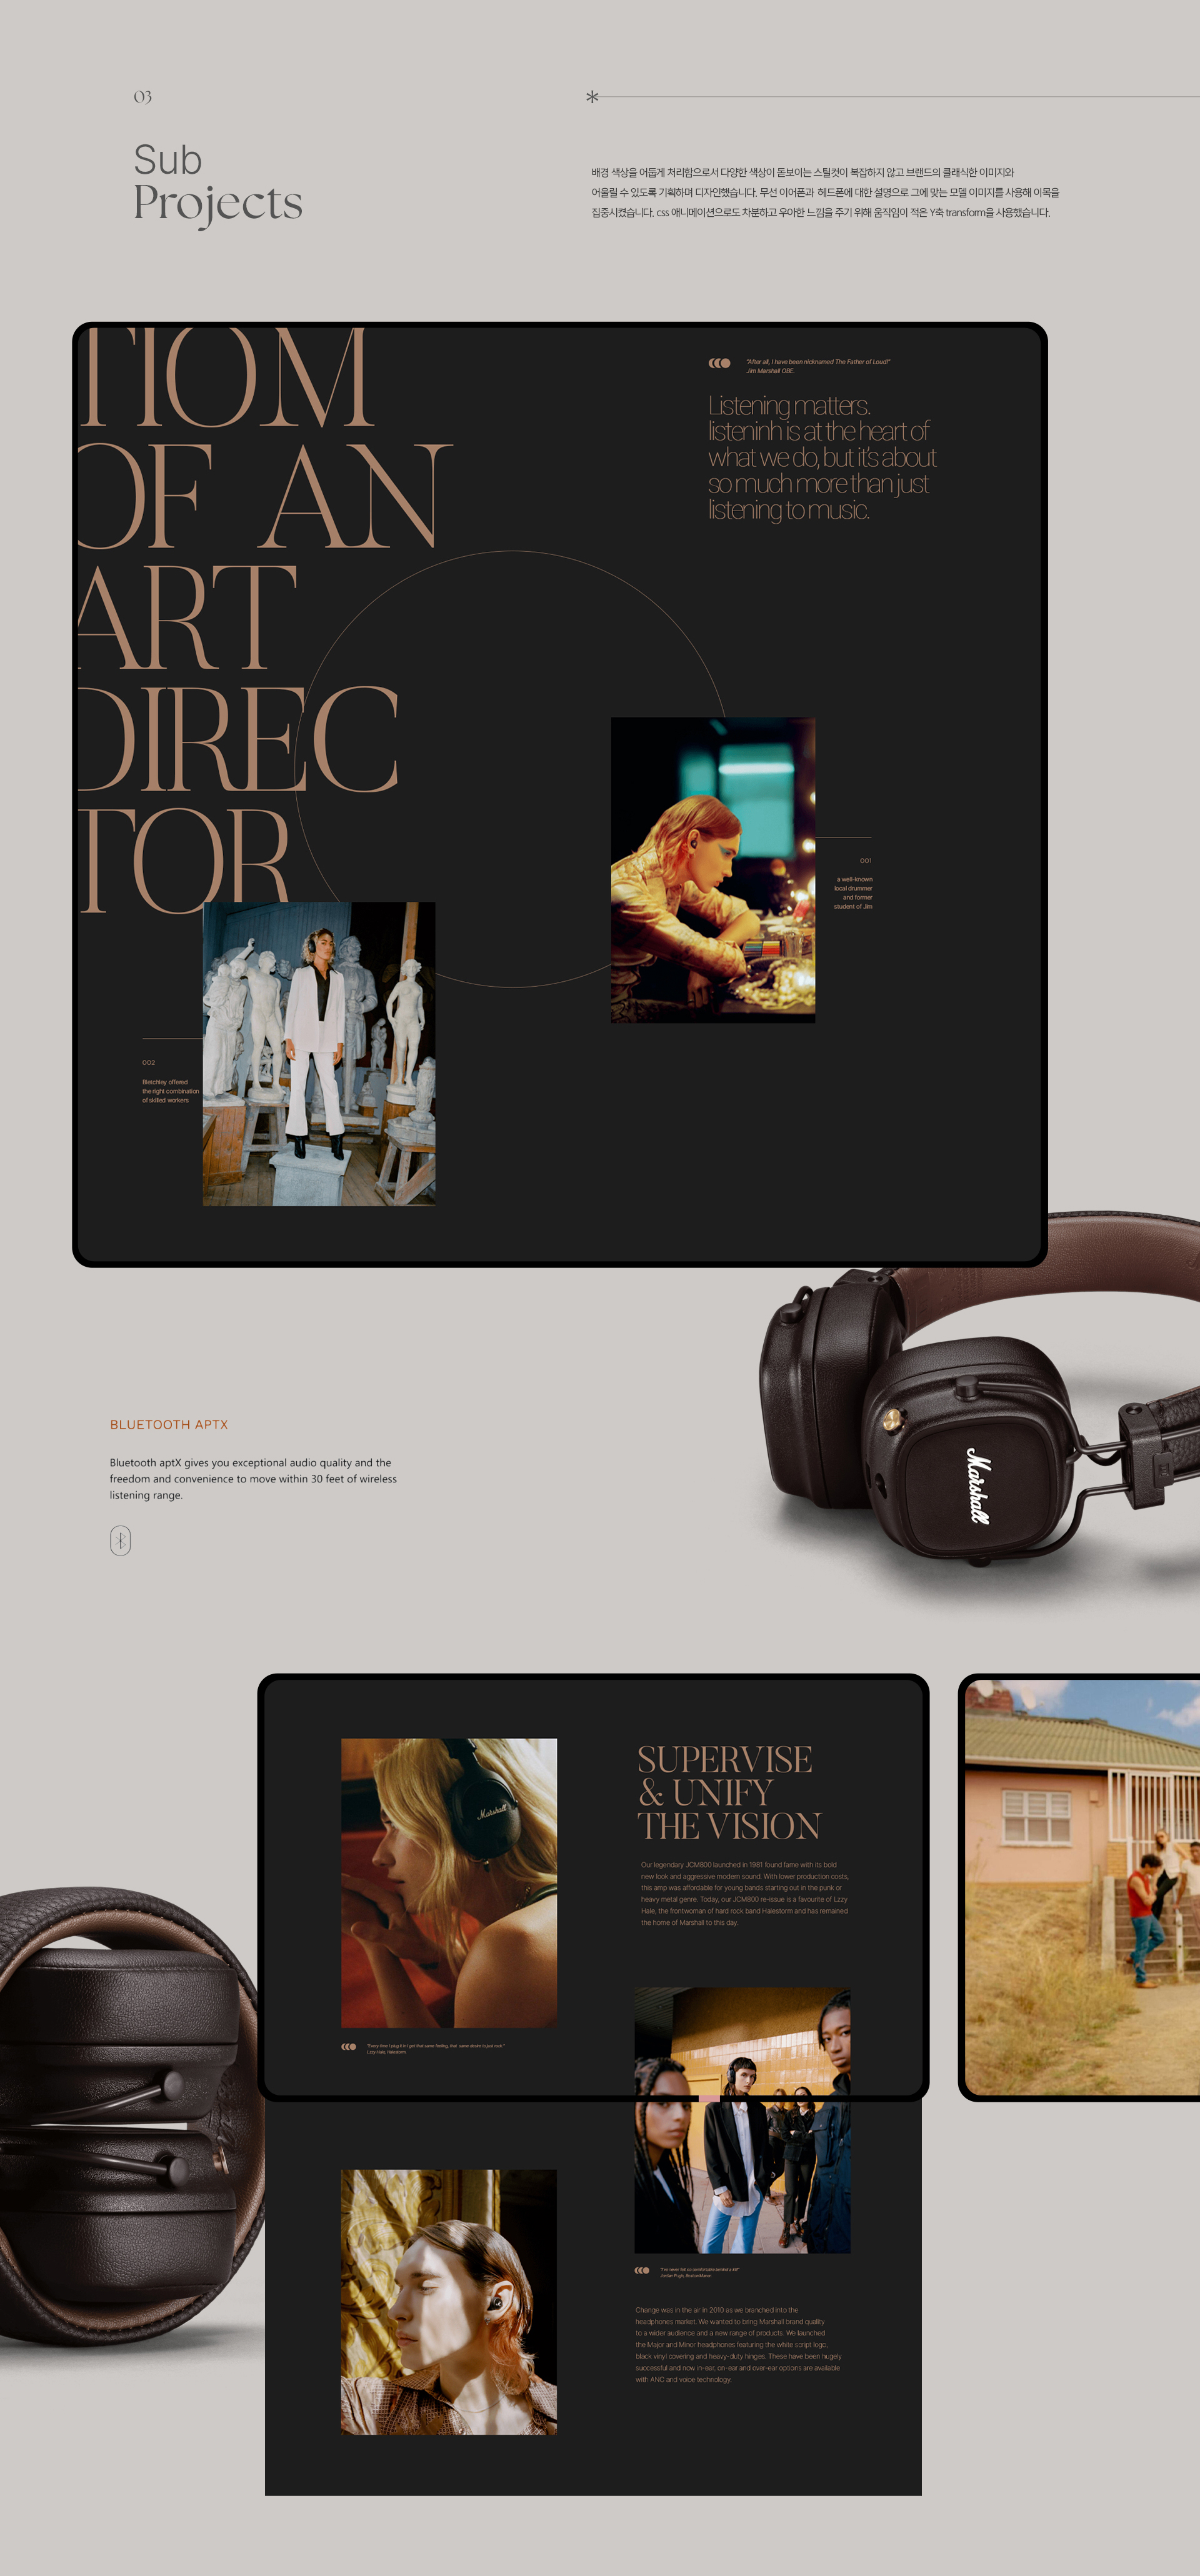 03
Sub
Projects
배경 색상을 어둡게 처리함으로서 다양한 색상이 돋보이는 스틸컷이 복잡하지 않고 브랜드의 클래식한 이미지와
어울릴 수 있도록 기획하며 디자인했습니다. 무선 이어폰과 헤드폰에 대한 설명으로 그에 맞는 모델 이미지를 사용해 이목을
집중시켰습니다. css 애니메이션으로도 차분하고 우아한 느낌을 주기 위해 움직임이 적은 Y축 transform을 사용했습니다.
TIOM
OF AN
ART
DIREC
TOR
"After all, I have been nicknamed The Father of Loud!"
Jim Marshall OBE.
Listening matters.
listeninh is at the heart of
what we do, but it's about
so much more than just
listening to music.
001
a well-known
local drummer
and former
student of Jim
002
Bletchley offered
the right combination
of skilled workers
BLUETOOTH APTX
Bluetooth aptX gives you exceptional audio quality and the
freedom and convenience to move within 30 feet of wireless
listening range.
Marshall
Marshall
SUPERVISE
& UNIFY
THE VISION
Our legendary JCM800 launched in 1981 found fame with its bold
new look and aggressive modern sound. With lower production costs,
this amp was affordable for young bands starting out in the punk or
heavy metal genre. Today, our JCM800 re-issue is a favourite of Lzzy
Hale, the frontwoman of hard rock band Halestorm and has remained
the home of Marshall to this day.
"Every time I plug it in I get that same feeling, that same desire to just rock."
Lzzy Hale, Halestorm
Change was in the air in 2010 as we branched into the
headphones market. We wanted to bring Marshall brand quality
to a wider audience and a new range of products. We launched
the Major and Minor headphones featuring the white script logo,
black vinyl covering and heavy-duty hinges. These have been hugely
successful and now in-ear, on-ear and over-ear options are available
with ANC and voice technology.